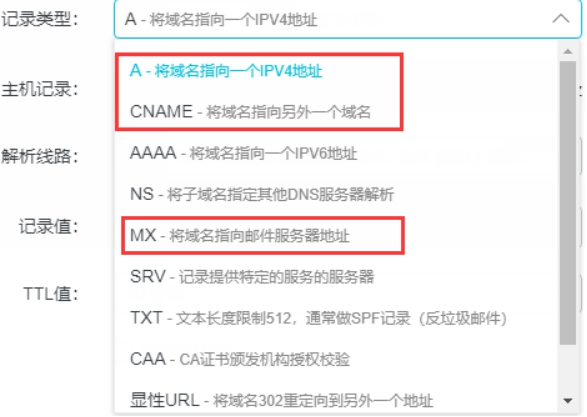 记录类型： A - 将域名指向一个IPV4地址
A - 将域名指向一个IPV4地址
主机记录：
CNAME - 将域名指向另外一个域名
解析线路：
AAAA - 将域名指向一个IPV6地址
NS - 将子域名指定其他DNS服务器解析
记录值：
MX - 将域名指向邮件服务器地址
SRV - 记录提供特定的服务的服务器
TTL值：
TXT - 文本长度限制512，通常做SPF记录（反垃圾邮件）
CAA - CA证书颁发机构授权校验
显性URL - 将域名302重定向到另外一个地址